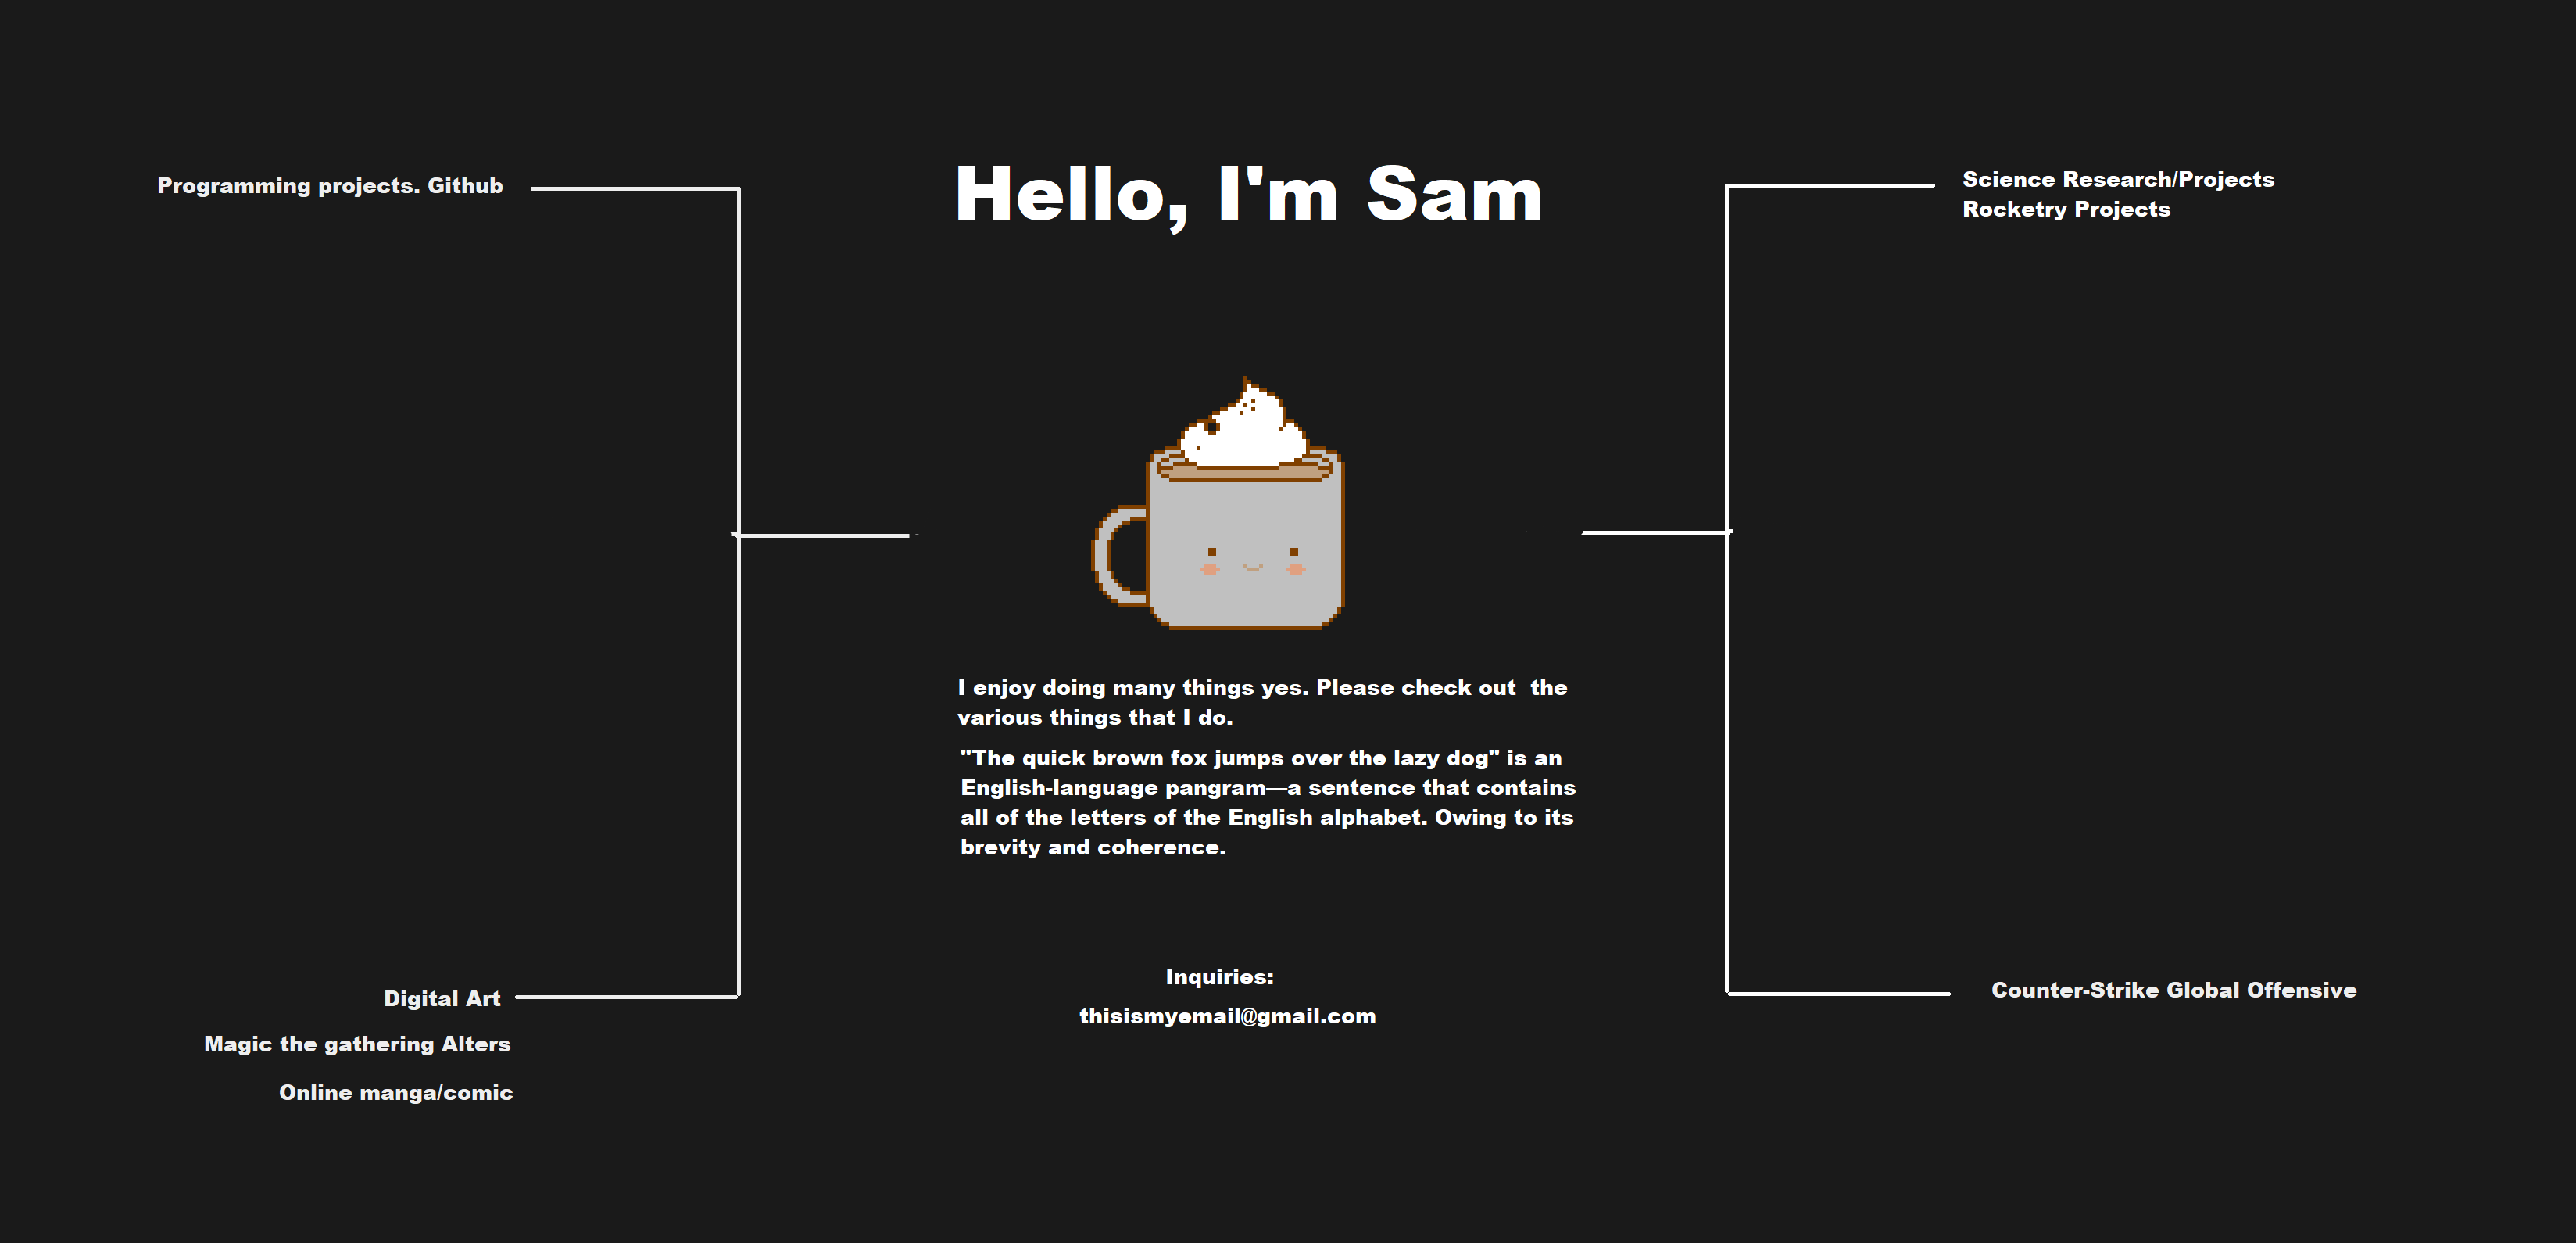 Hello, I'm Sam
Programming projects. Github
Science Research/Projects
Rocketry Projects
I enjoy doing many things yes. Please check out  the
various things that I do.
"The quick brown fox jumps over the lazy dog" is an
English-language pangram—a sentence that contains
all of the letters of the English alphabet. Owing to its
brevity and coherence.
Inquiries:
thisismyemail@gmail.com
Digital Art
Magic the gathering Alters
Online manga/comic
Counter-Strike Global Offensive